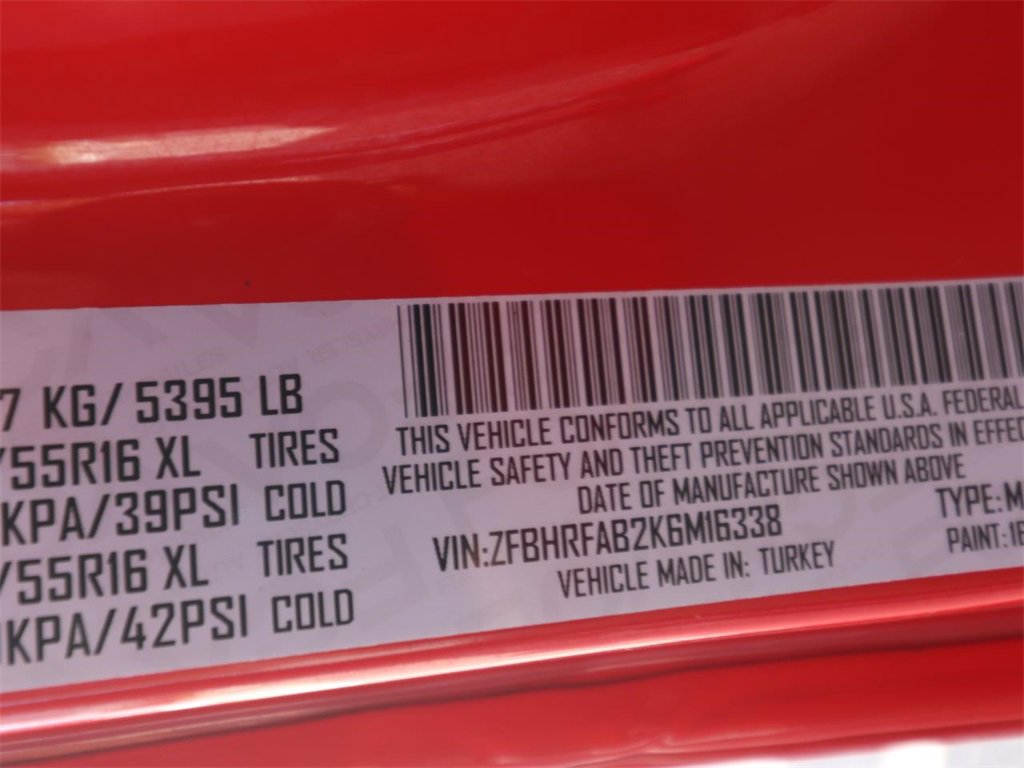 7 KG/ 5395 LB
/55R16 XL TIRES
KPA/39PSI COLD
/55R16 XL TIRES
KPA/42PSI COLD
THIS VEHICLE CONFORMS TO ALL APPLICABLE U.S.A. FEDERAL
VEHICLE SAFETY AND THEFT PREVENTION STANDARDS IN EFFEC
DATE OF MANUFACTURE SHOWN ABOVE
VIN:ZFBHRFAB2K6M16338 TYPE:M
VEHICLE MADE IN: TURKEY PAINT: